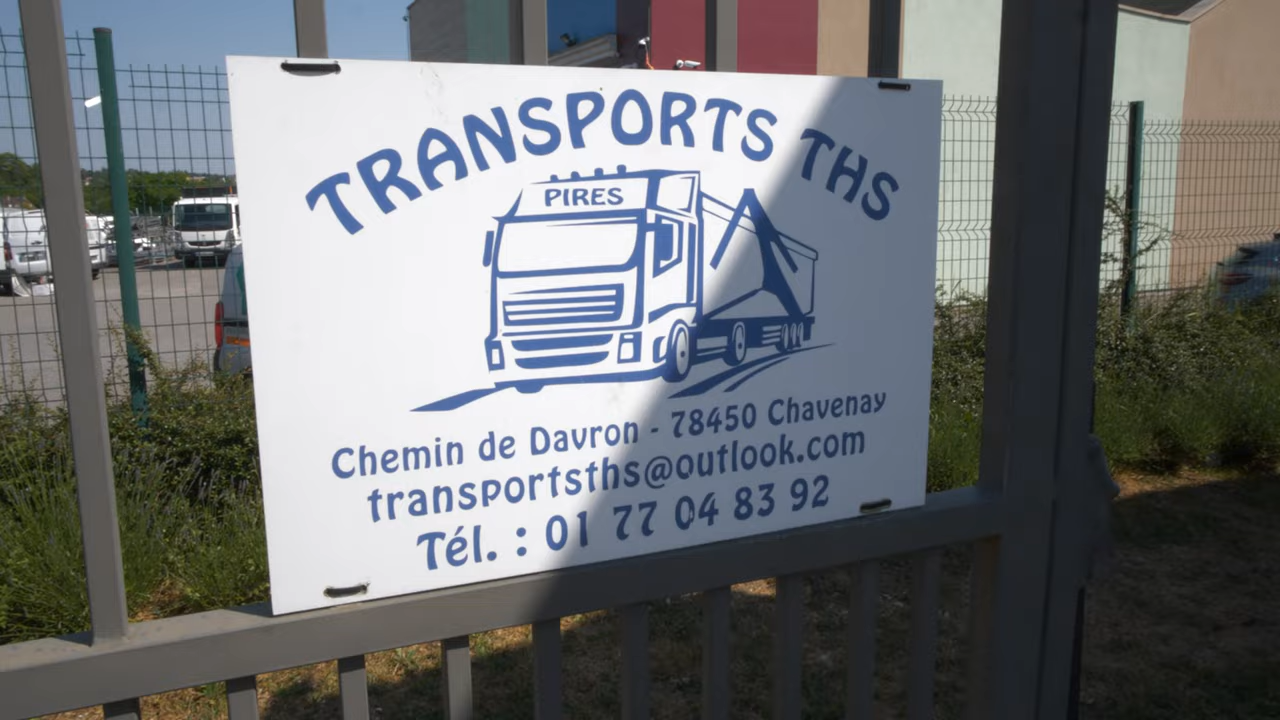 TRANSPORTS THS
PIRES
Chemin de Davron - 78450 Chavenay
transportsths@outlook.com
Tél. : 01 77 04 83 92